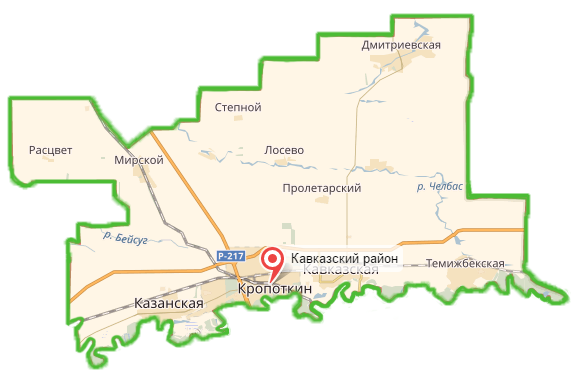 Дмитриевская
Степной
Расцвет
Мирской
Лосево
Пролетарский
р. Челбас
р. Бейсуг
Р-217
Кавказский район
Кавказская
Темижбекская
Кропоткин
Казанская